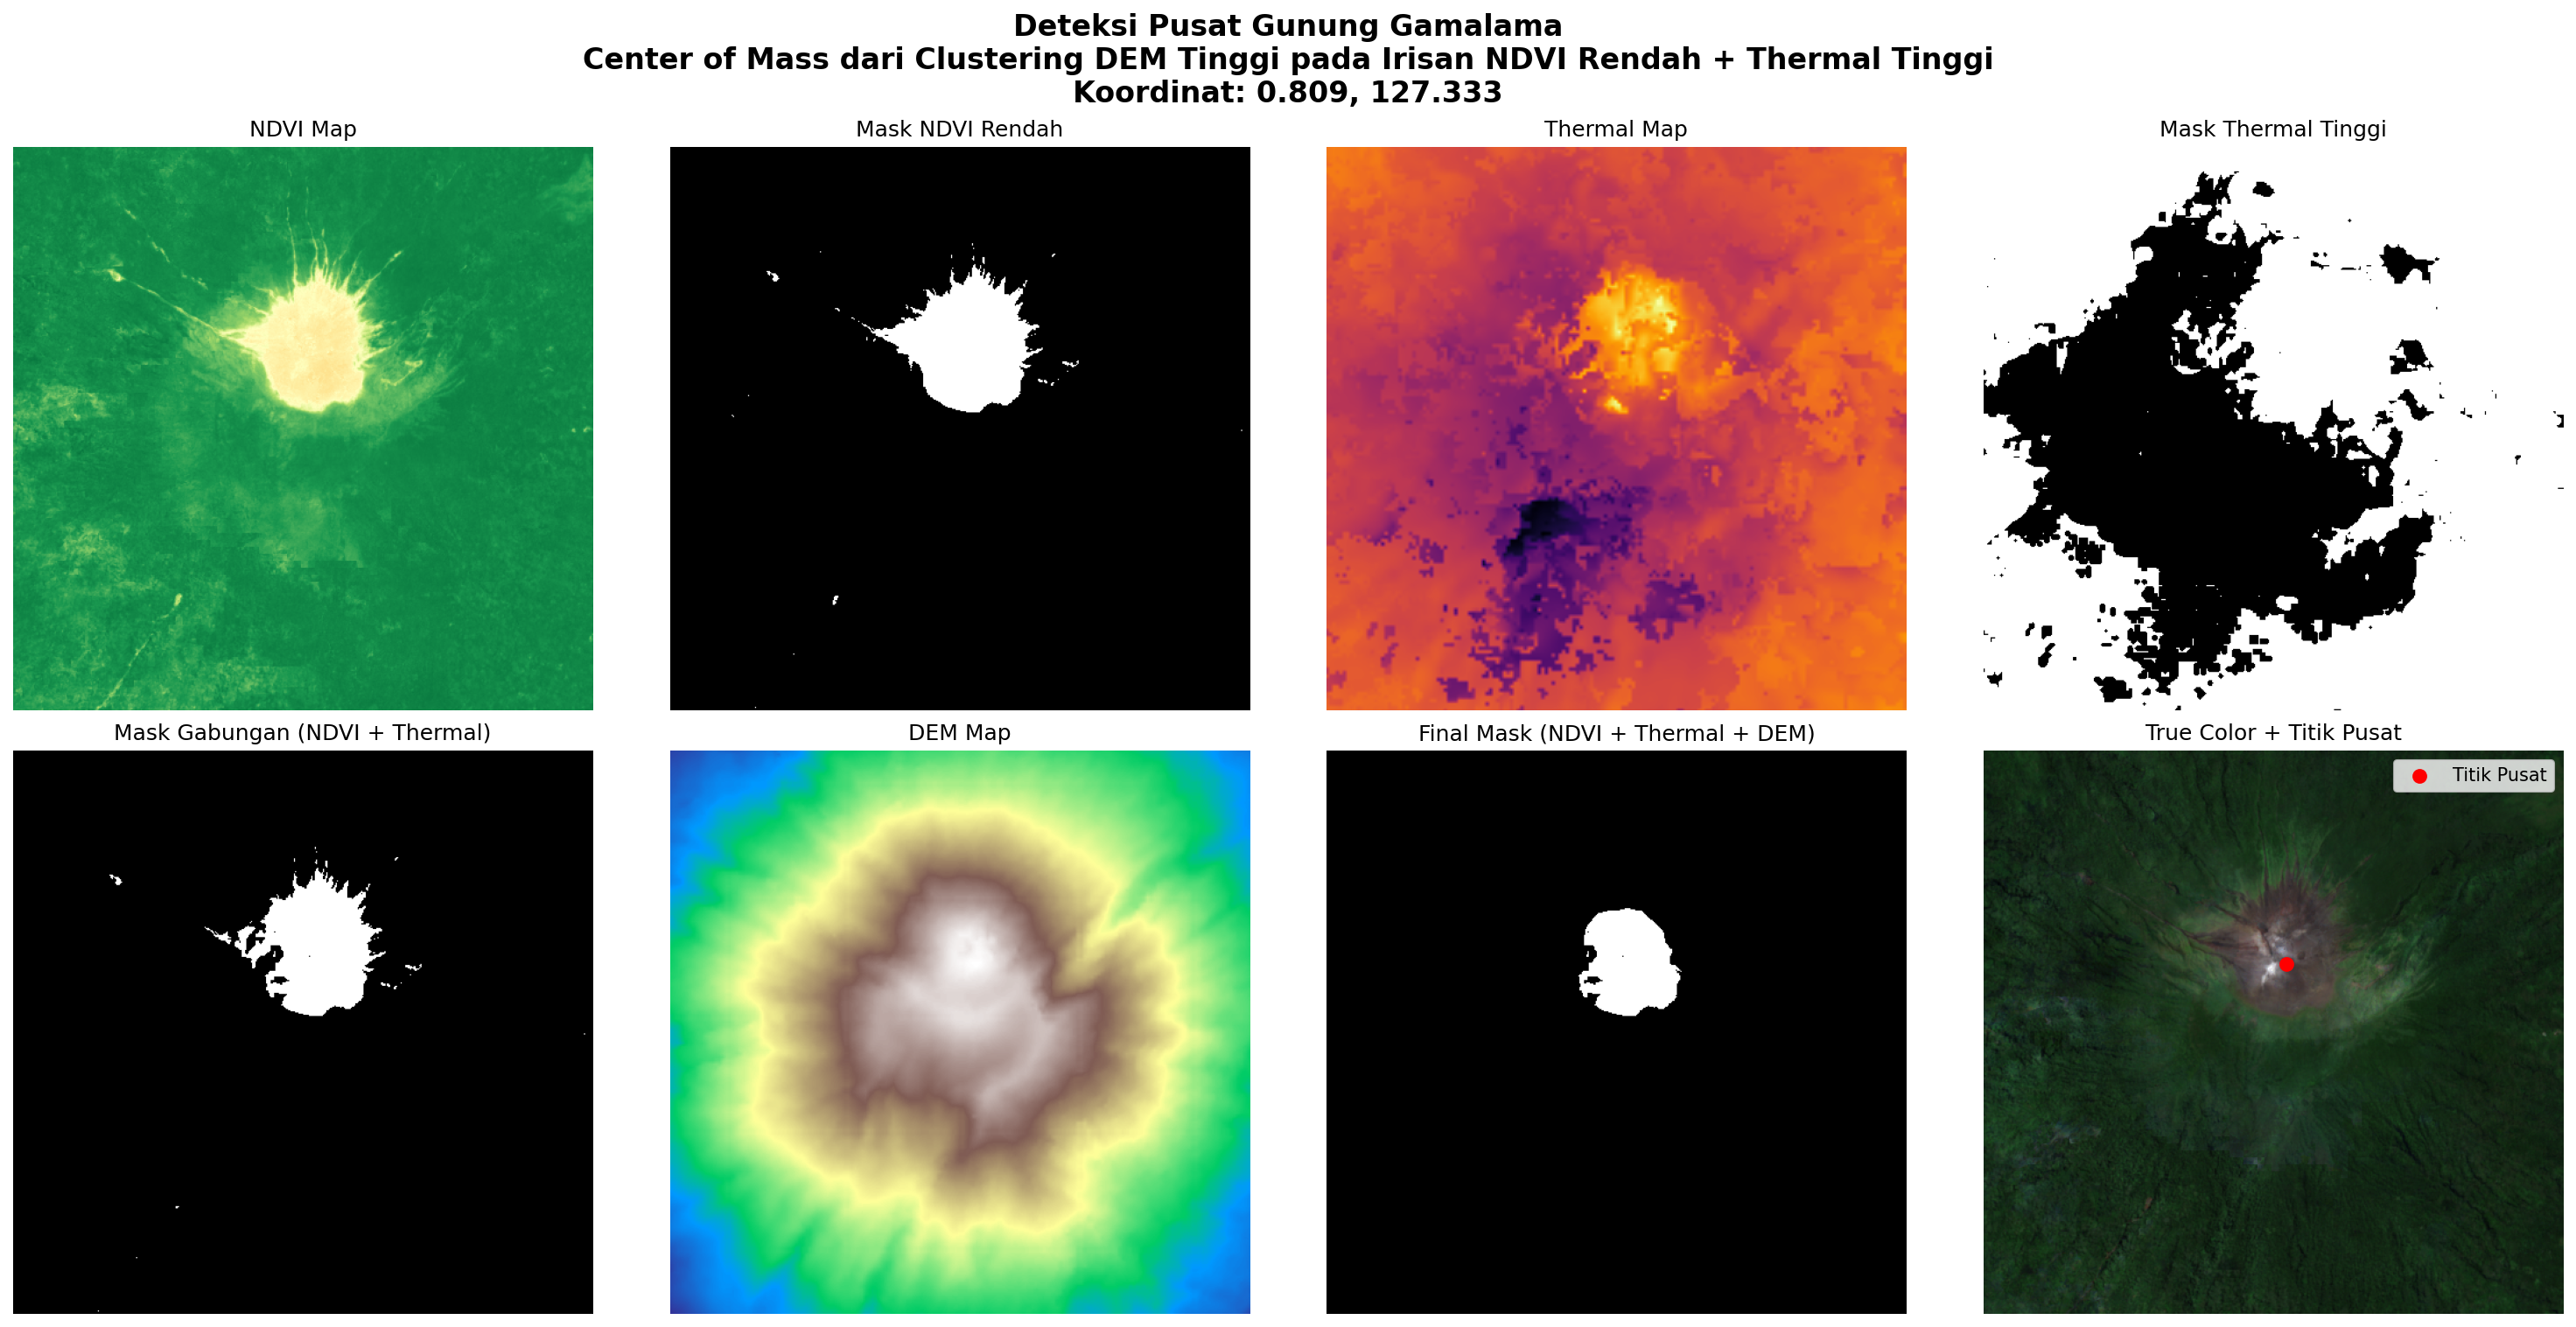 Deteksi Pusat Gunung Gamalama
Center of Mass dari Clustering DEM Tinggi pada Irisan NDVI Rendah + Thermal Tinggi
Koordinat: 0.809, 127.333
NDVI Map
Mask NDVI Rendah
Thermal Map
Mask Thermal Tinggi
Mask Gabungan (NDVI + Thermal)
DEM Map
Final Mask (NDVI + Thermal + DEM)
True Color + Titik Pusat
Titik Pusat